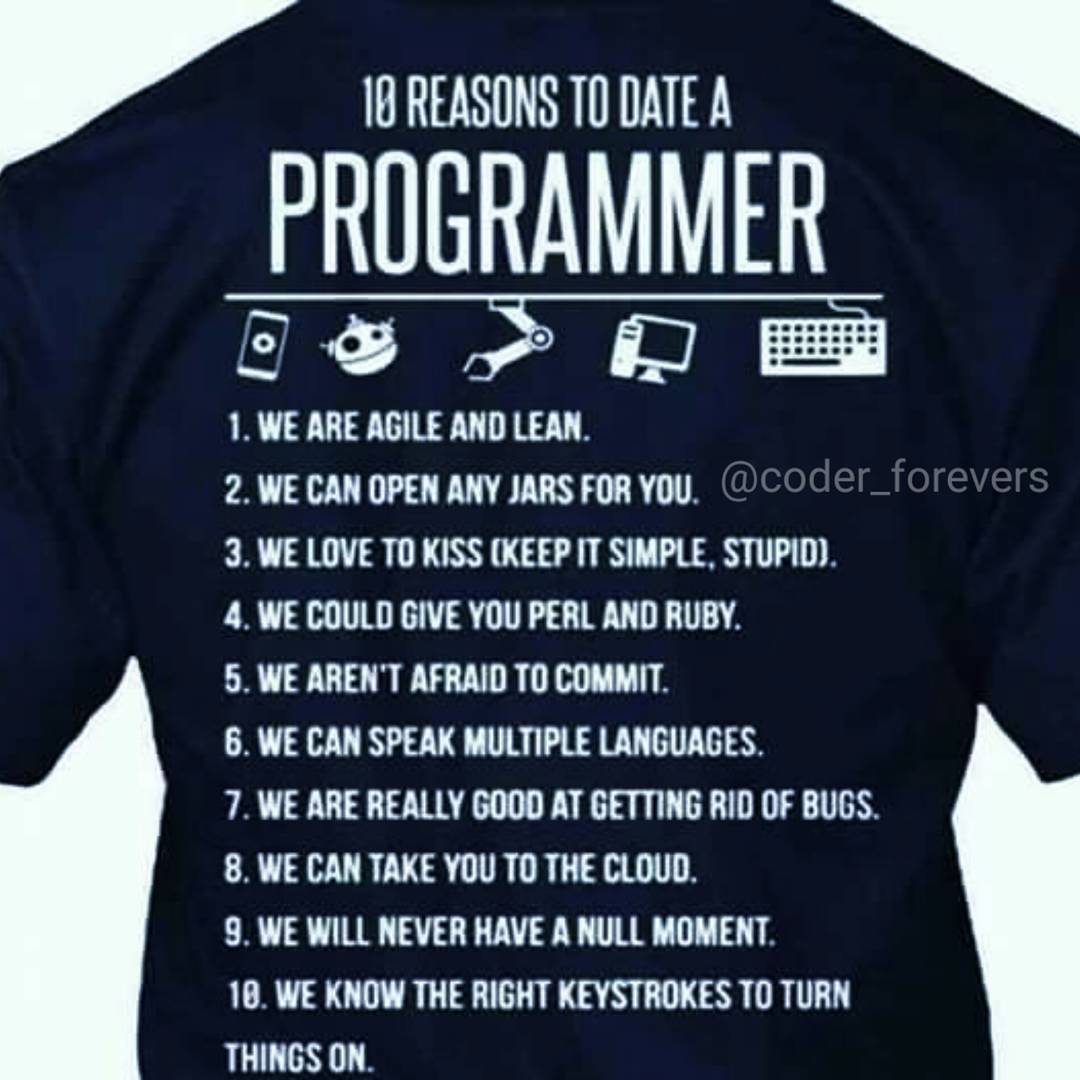 10 REASONS TO DATE A
PROGRAMMER
1. WE ARE AGILE AND LEAN.
2. WE CAN OPEN ANY JARS FOR YOU.
@coder_forevers
3. WE LOVE TO KISS (KEEP IT SIMPLE, STUPID).
4. WE COULD GIVE YOU PERL AND RUBY.
5. WE AREN'T AFRAID TO COMMIT.
6. WE CAN SPEAK MULTIPLE LANGUAGES.
7. WE ARE REALLY GOOD AT GETTING RID OF BUGS.
8. WE CAN TAKE YOU TO THE CLOUD.
9. WE WILL NEVER HAVE A NULL MOMENT.
10. WE KNOW THE RIGHT KEYSTROKES TO TURN
THINGS ON.